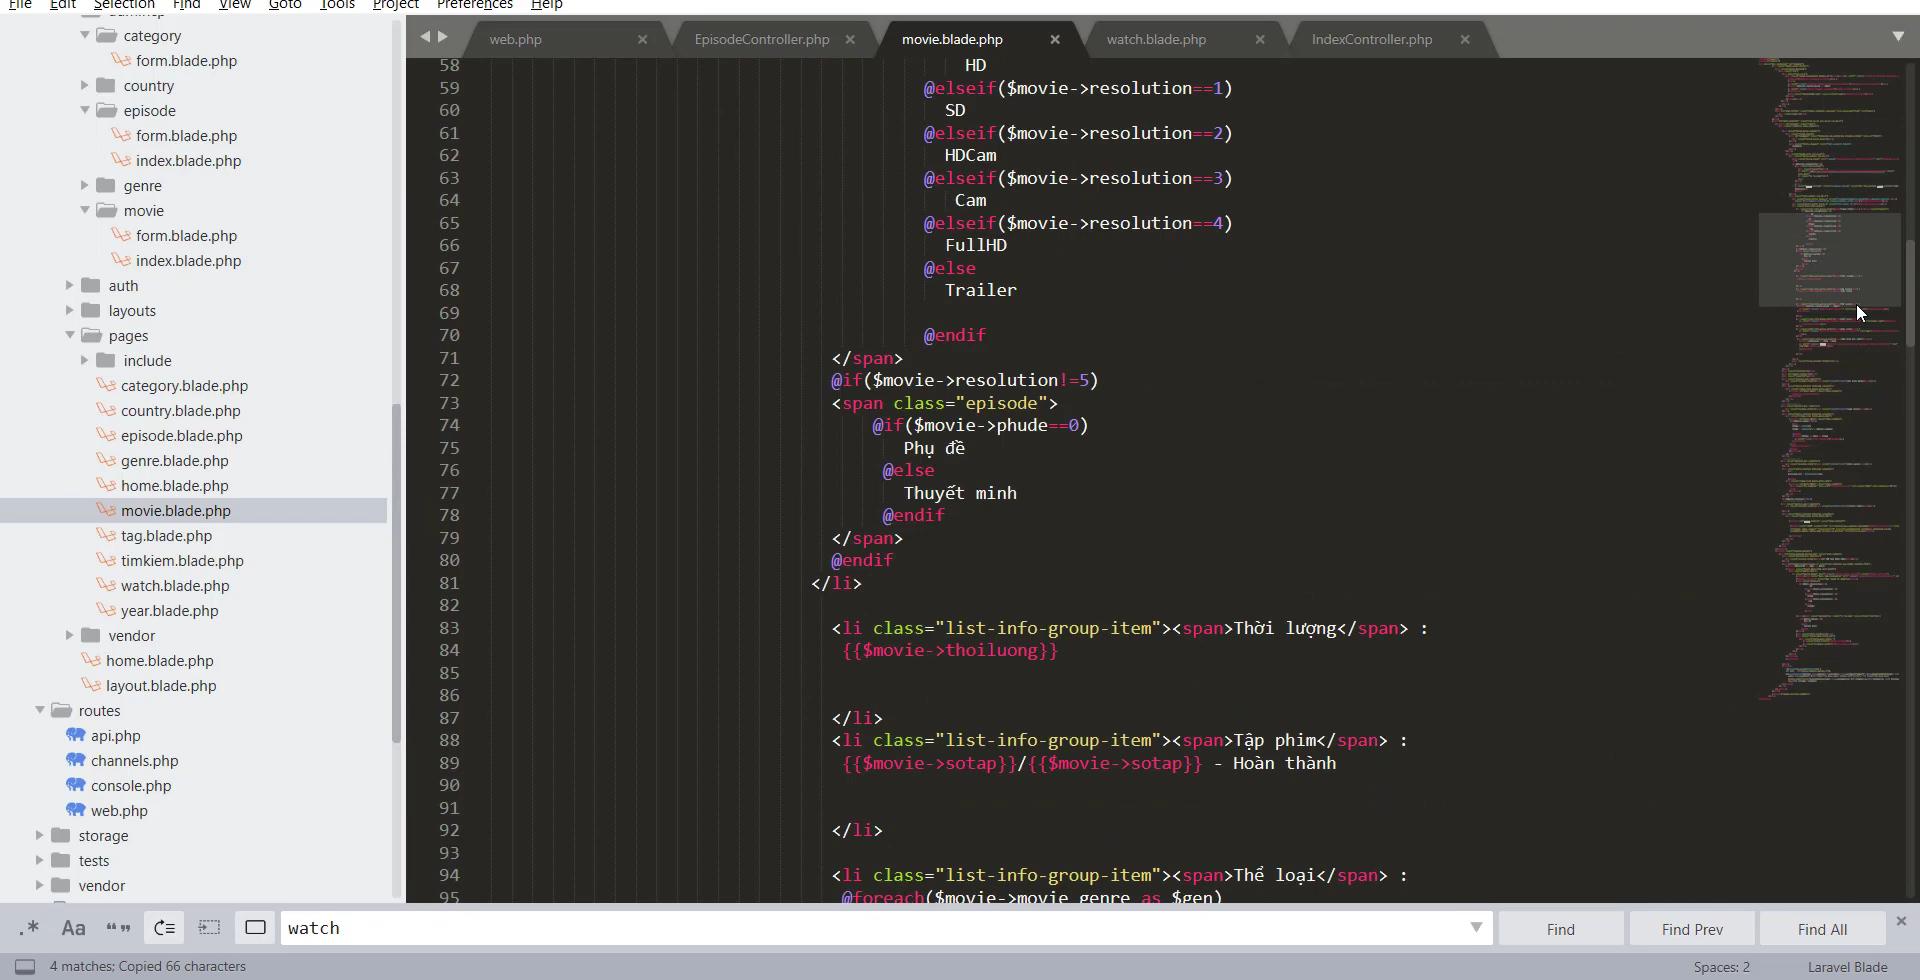 File Edit Selection Find View Goto Tools Project Preferences Help
category
form.blade.php
country
episode
form.blade.php
index.blade.php
genre
movie
form.blade.php
index.blade.php
auth
layouts
pages
include
category.blade.php
country.blade.php
episode.blade.php
genre.blade.php
home.blade.php
movie.blade.php
tag.blade.php
timkiem.blade.php
watch.blade.php
year.blade.php
vendor
home.blade.php
layout.blade.php
routes
api.php
channels.php
console.php
web.php
storage
tests
vendor
web.php EpisodeController.php movie.blade.php watch.blade.php IndexController.php
58 HD
59 @elseif($movie->resolution==1)
60 SD
61 @elseif($movie->resolution==2)
62 HDCam
63 @elseif($movie->resolution==3)
64 Cam
65 @elseif($movie->resolution==4)
66 FullHD
67 @else
68 Trailer
69
70 @endif
71 </span>
72 @if($movie->resolution!=5)
73 <span class="episode">
74 @if($movie->phude==0)
75 Phụ đề
76 @else
77 Thuyết minh
78 @endif
79 </span>
80 @endif
81 </li>
82
83 <li class="list-info-group-item"><span>Thời lượng</span> :
84 {{$movie->thoiluong}}
85
86
87 </li>
88 <li class="list-info-group-item"><span>Tập phim</span> :
89 {{$movie->sotap}}/{{$movie->sotap}} - Hoàn thành
90
91
92 </li>
93
94 <li class="list-info-group-item"><span>Thể loại</span> :
95 @foreach($movie->movie_genre as $gen)
.* Aa “” watch Find Find Prev Find All
4 matches; Copied 66 characters Spaces: 2 Laravel Blade